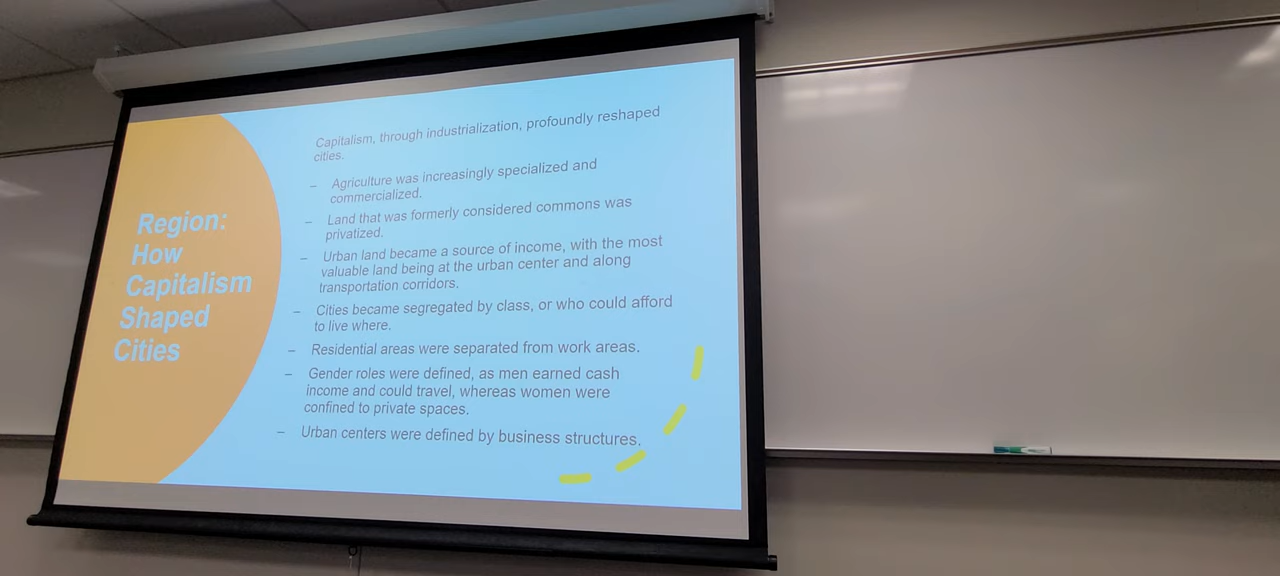 Region:
How
Capitalism
Shaped
Cities
Capitalism, through industrialization, profoundly reshaped
cities.
– Agriculture was increasingly specialized and
commercialized.
– Land that was formerly considered commons was
privatized.
– Urban land became a source of income, with the most
valuable land being at the urban center and along
transportation corridors.
– Cities became segregated by class, or who could afford
to live where.
– Residential areas were separated from work areas.
– Gender roles were defined, as men earned cash
income and could travel, whereas women were
confined to private spaces.
– Urban centers were defined by business structures.